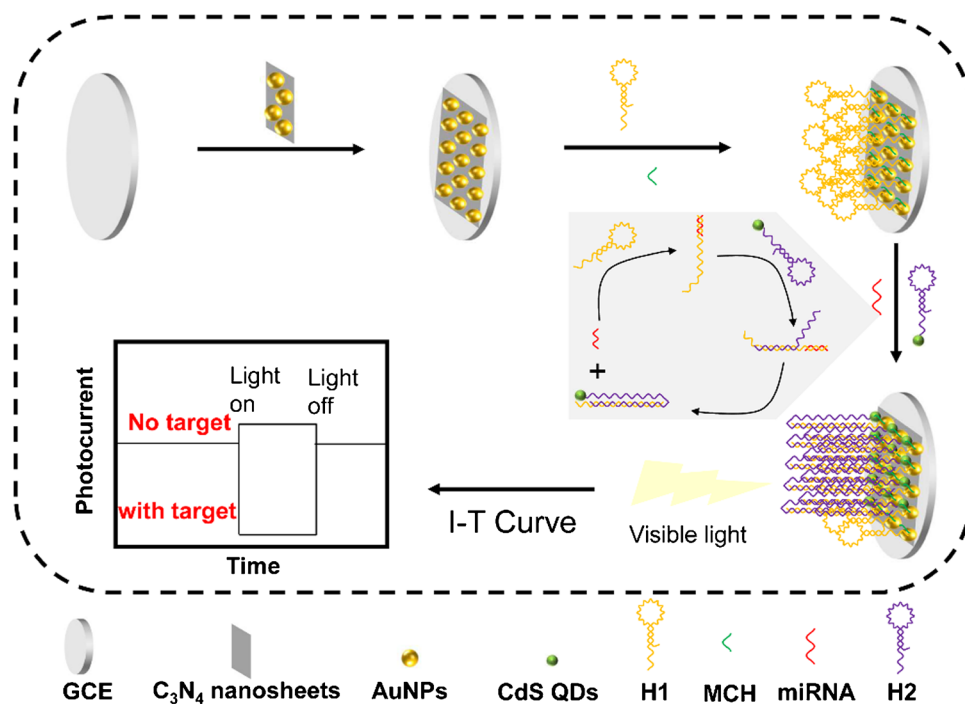 +
Light
on
Light
off
No target
with target
Photocurrent
Time
I-T Curve
Visible light
GCE
C₃N₄ nanosheets
AuNPs
CdS QDs
H1
MCH
miRNA
H2